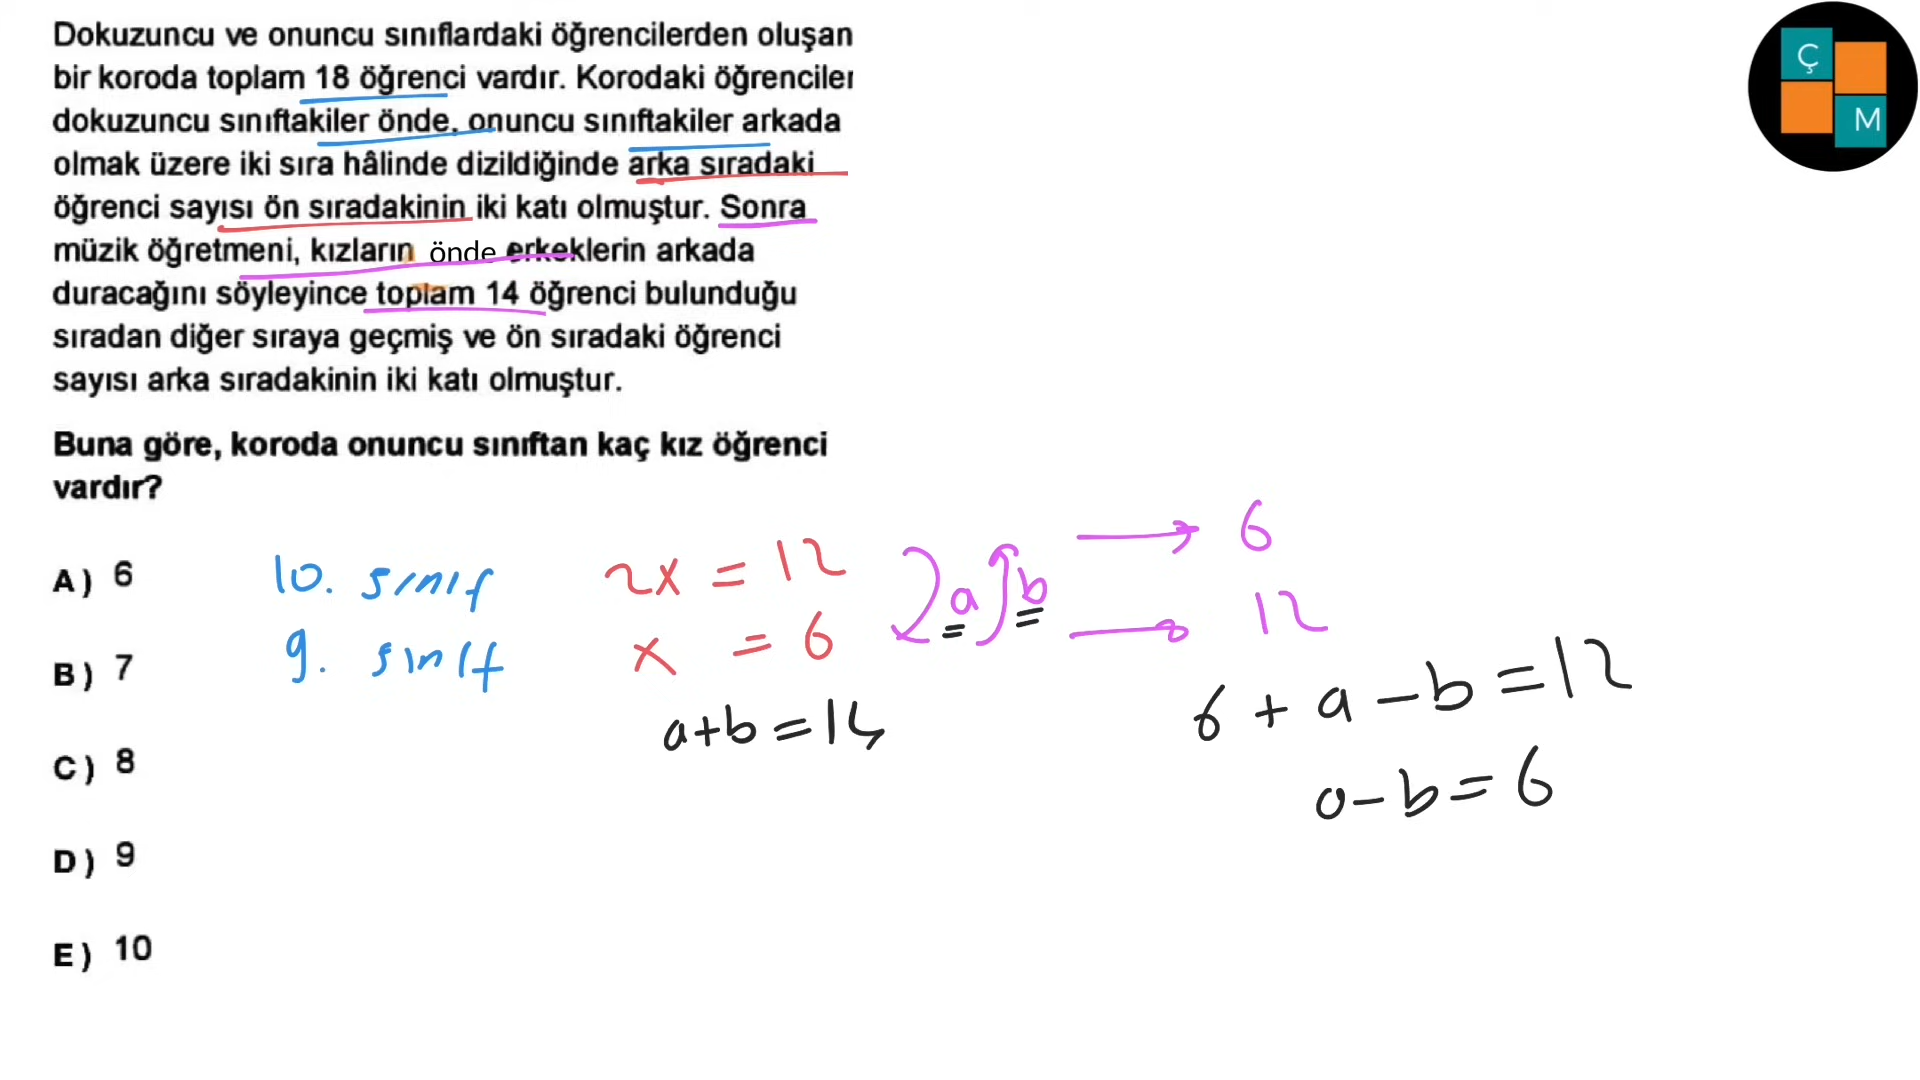 Dokuzuncu ve onuncu sınıflardaki öğrencilerden oluşan
bir koroda toplam 18 öğrenci vardır. Korodaki öğrenciler
dokuzuncu sınıftakiler önde, onuncu sınıftakiler arkada
olmak üzere iki sıra hâlinde dizildiğinde arka sıradaki
öğrenci sayısı ön sıradakinin iki katı olmuştur. Sonra
müzik öğretmeni, kızların önde erkeklerin arkada
duracağını söyleyince toplam 14 öğrenci bulunduğu
sıradan diğer sıraya geçmiş ve ön sıradaki öğrenci
sayısı arka sıradakinin iki katı olmuştur.
Buna göre, koroda onuncu sınıftan kaç kız öğrenci
vardır?
A) 6
B) 7
C) 8
D) 9
E) 10
10. sınıf 2x = 12 a b 6
9. sınıf x = 6 12
a+b=14
6 + a - b = 12
a - b = 6
Ç
M